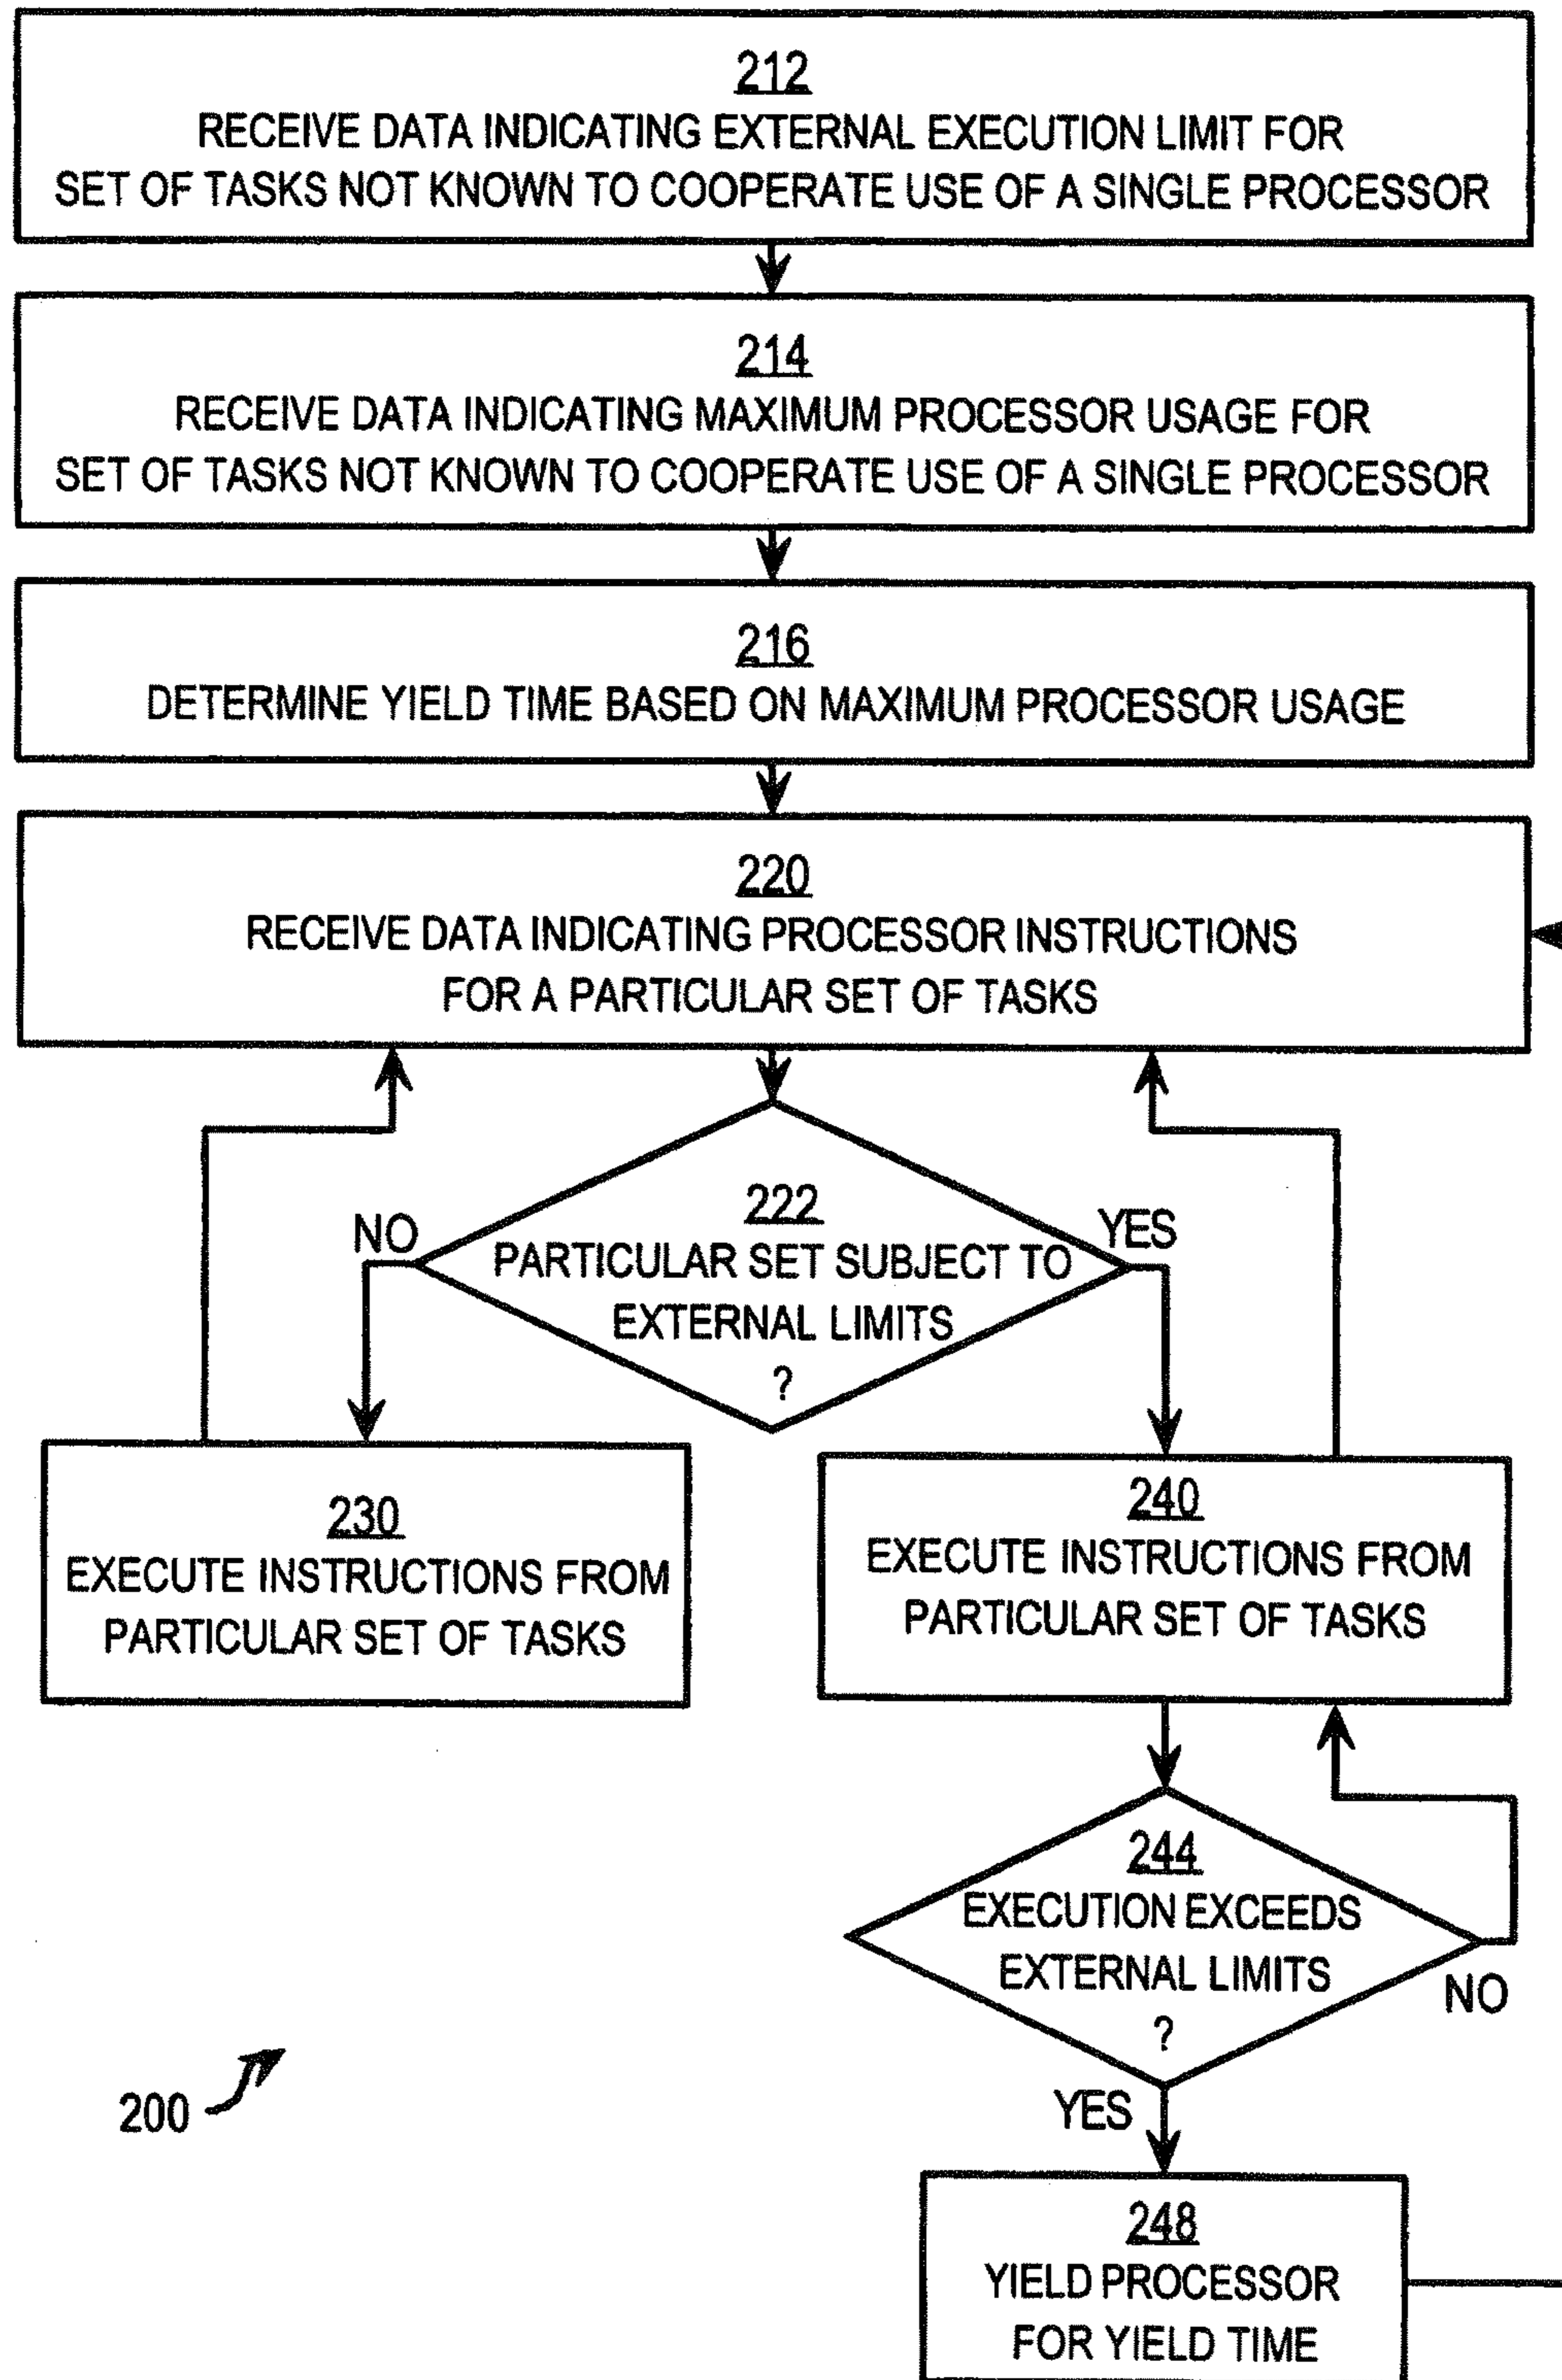 212
RECEIVE DATA INDICATING EXTERNAL EXECUTION LIMIT FOR
SET OF TASKS NOT KNOWN TO COOPERATE USE OF A SINGLE PROCESSOR
214
RECEIVE DATA INDICATING MAXIMUM PROCESSOR USAGE FOR
SET OF TASKS NOT KNOWN TO COOPERATE USE OF A SINGLE PROCESSOR
216
DETERMINE YIELD TIME BASED ON MAXIMUM PROCESSOR USAGE
220
RECEIVE DATA INDICATING PROCESSOR INSTRUCTIONS
FOR A PARTICULAR SET OF TASKS
NO
222
PARTICULAR SET SUBJECT TO
EXTERNAL LIMITS
?
YES
230
EXECUTE INSTRUCTIONS FROM
PARTICULAR SET OF TASKS
240
EXECUTE INSTRUCTIONS FROM
PARTICULAR SET OF TASKS
244
EXECUTION EXCEEDS
EXTERNAL LIMITS
?
NO
YES
200
248
YIELD PROCESSOR
FOR YIELD TIME